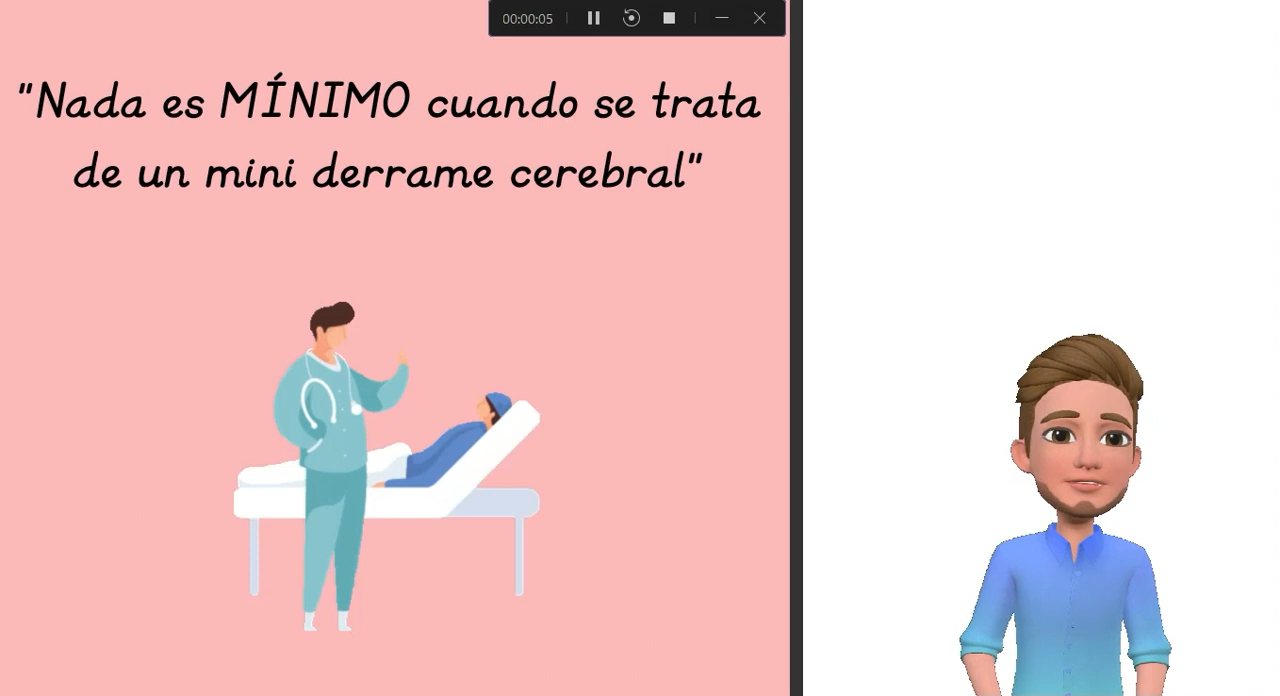 00:00:05
"Nada es MÍNIMO cuando se trata
de un mini derrame cerebral"